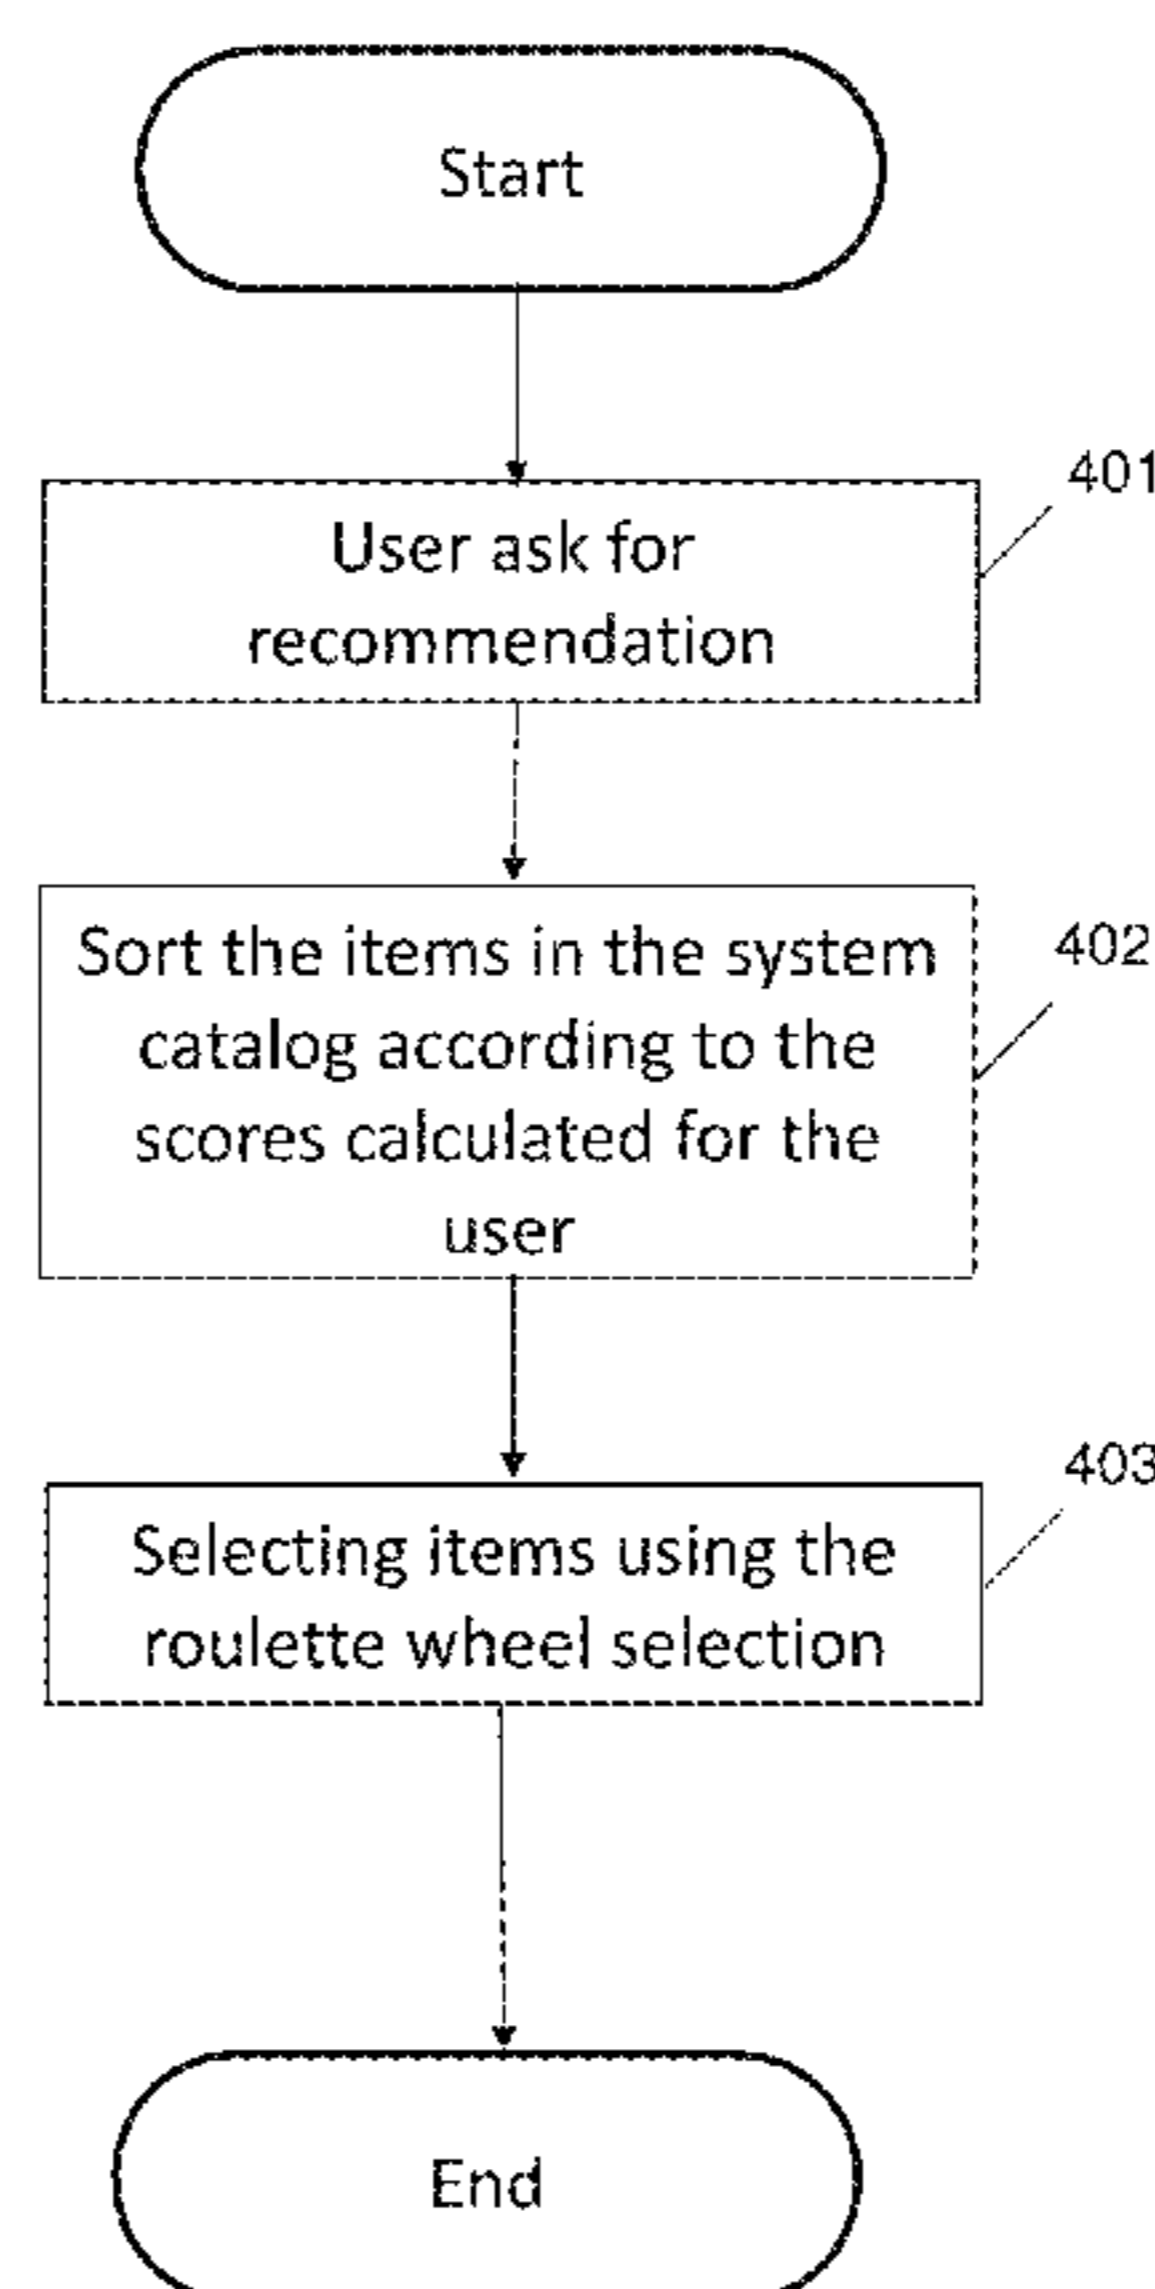 Start
401
User ask for
recommendation
402
Sort the items in the system
catalog according to the
scores calculated for the
user
403
Selecting items using the
roulette wheel selection
End